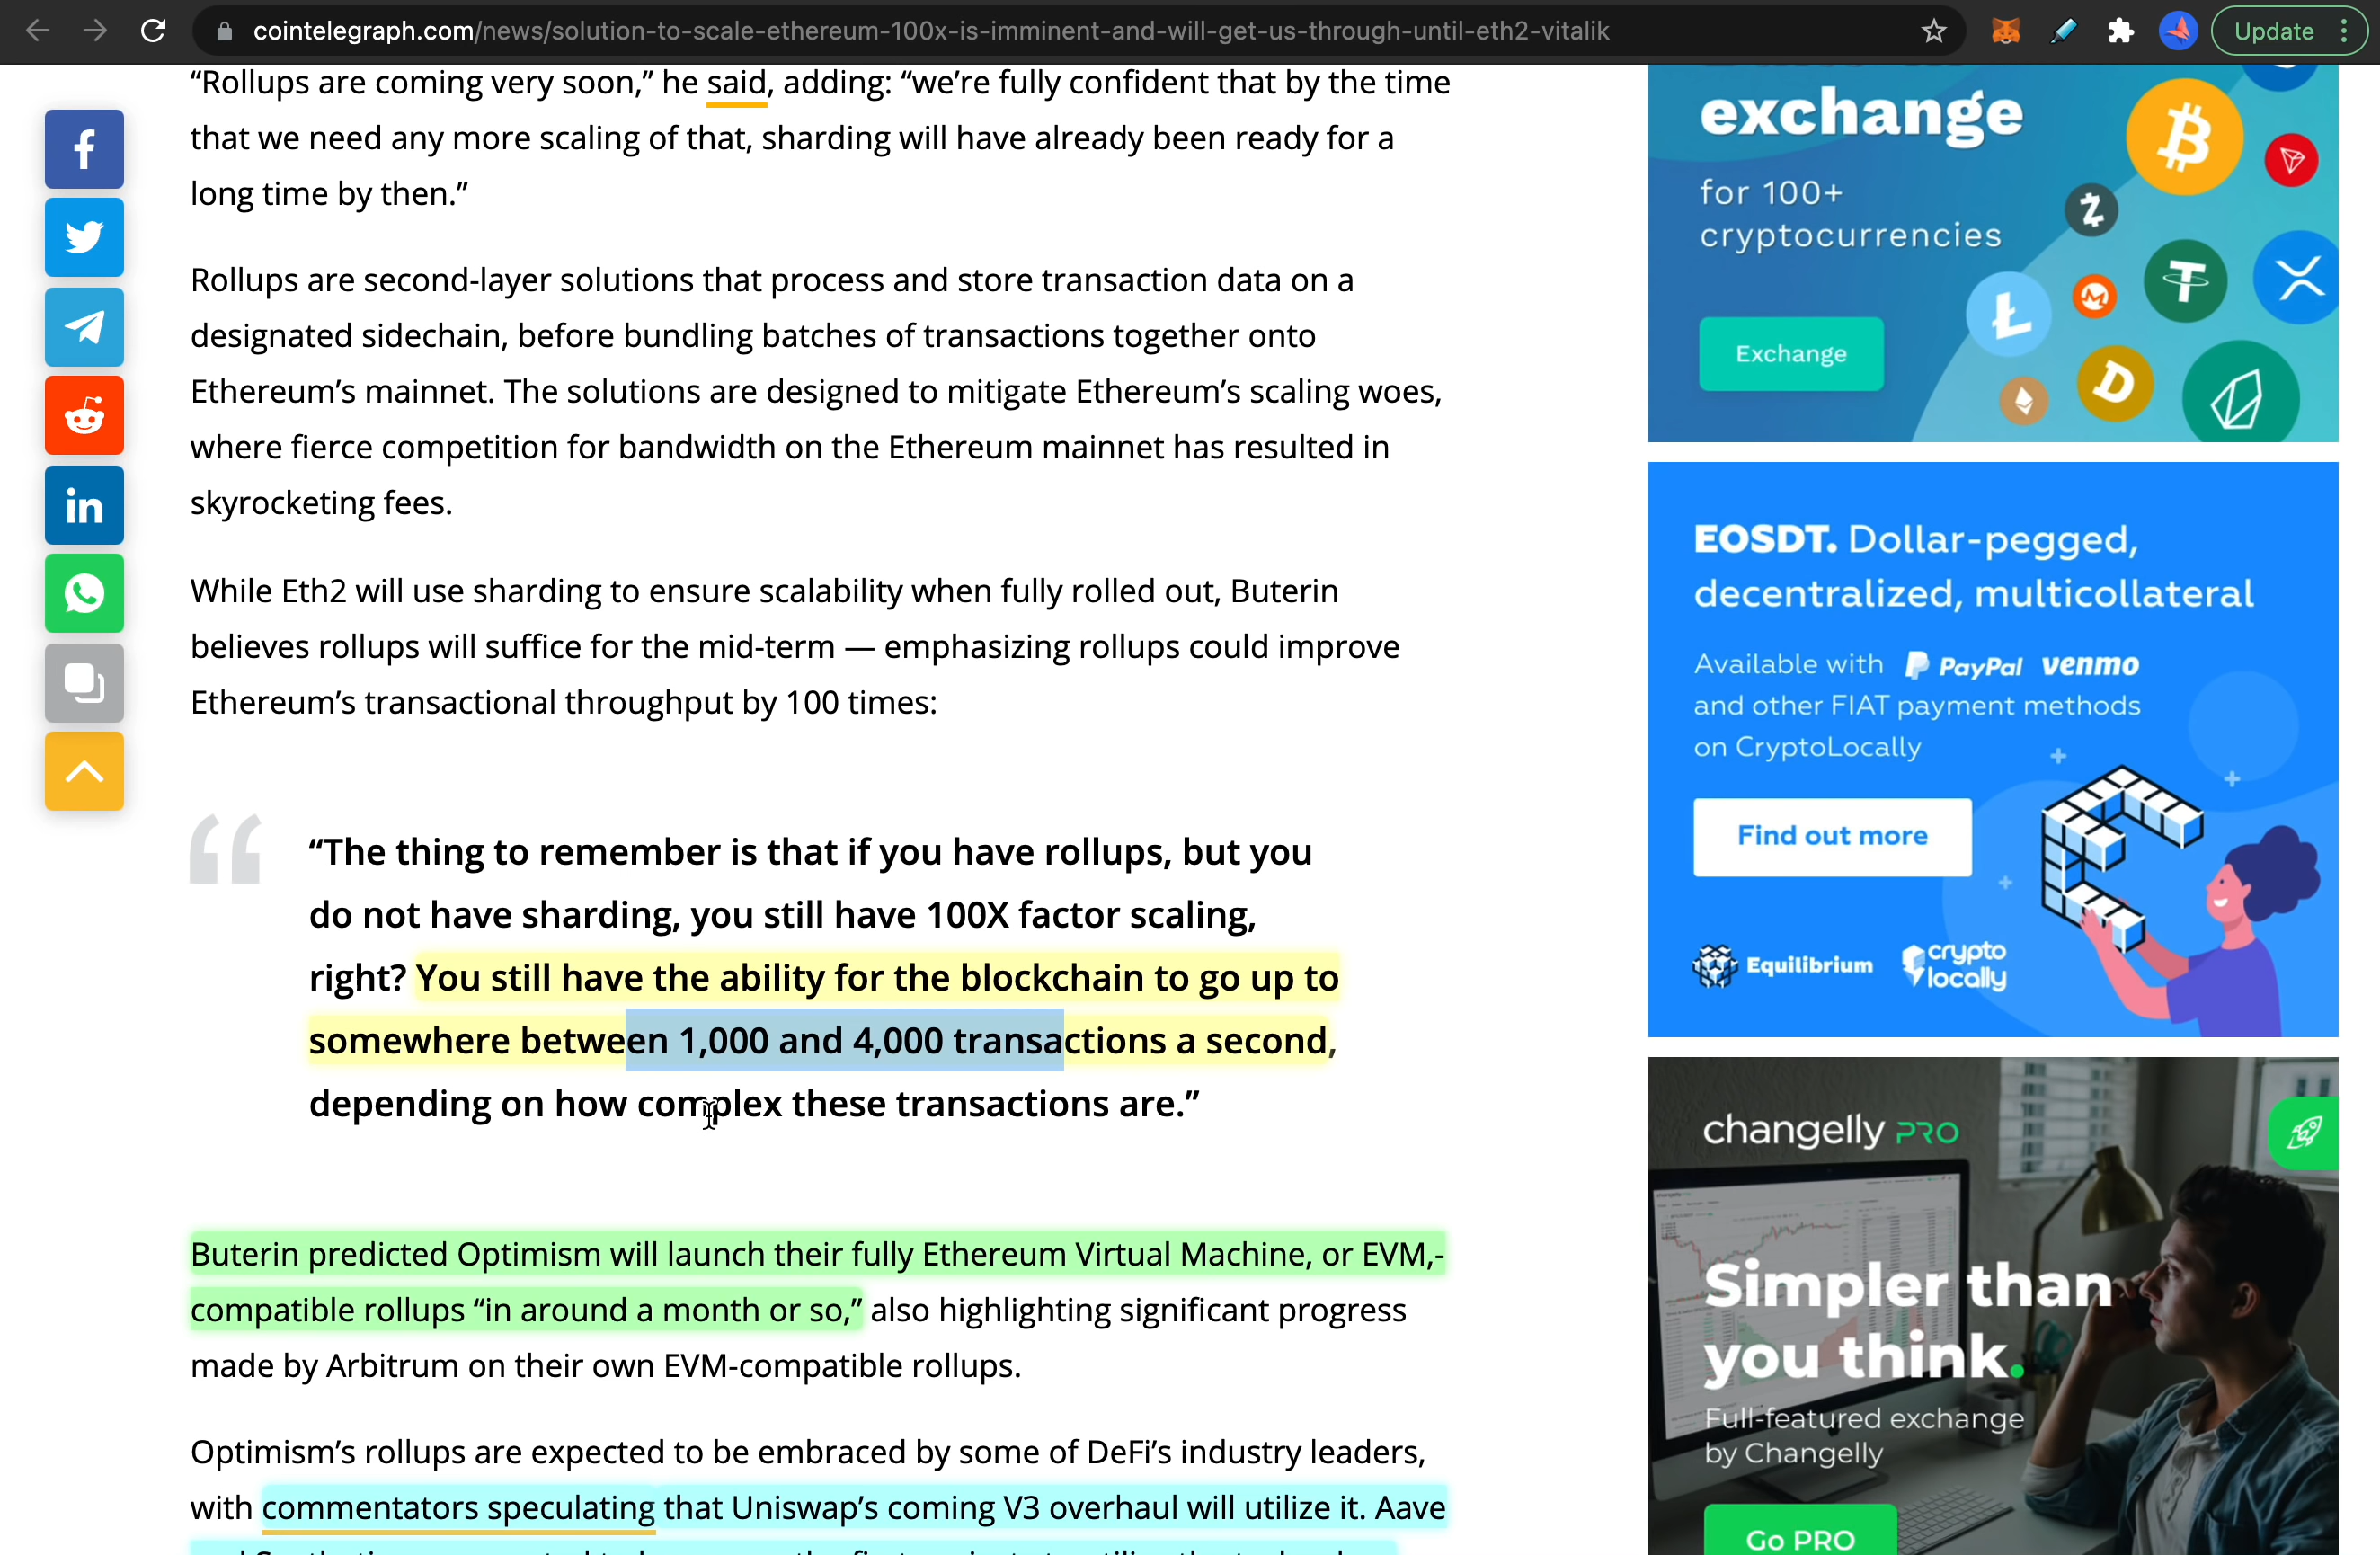 cointelegraph.com/news/solution-to-scale-ethereum-100x-is-imminent-and-will-get-us-through-until-eth2-vitalik
Update
“Rollups are coming very soon,” he said, adding: “we’re fully confident that by the time
that we need any more scaling of that, sharding will have already been ready for a
long time by then.”
Rollups are second-layer solutions that process and store transaction data on a
designated sidechain, before bundling batches of transactions together onto
Ethereum’s mainnet. The solutions are designed to mitigate Ethereum’s scaling woes,
where fierce competition for bandwidth on the Ethereum mainnet has resulted in
skyrocketing fees.
While Eth2 will use sharding to ensure scalability when fully rolled out, Buterin
believes rollups will suffice for the mid-term — emphasizing rollups could improve
Ethereum’s transactional throughput by 100 times:
“The thing to remember is that if you have rollups, but you
do not have sharding, you still have 100X factor scaling,
right? You still have the ability for the blockchain to go up to
somewhere between 1,000 and 4,000 transactions a second,
depending on how complex these transactions are.”
Buterin predicted Optimism will launch their fully Ethereum Virtual Machine, or EVM,-
compatible rollups “in around a month or so,” also highlighting significant progress
made by Arbitrum on their own EVM-compatible rollups.
Optimism’s rollups are expected to be embraced by some of DeFi’s industry leaders,
with commentators speculating that Uniswap’s coming V3 overhaul will utilize it. Aave
exchange
for 100+
cryptocurrencies
Exchange
EOSDT. Dollar-pegged,
decentralized, multicollateral
Available with PayPal venmo
and other FIAT payment methods
on CryptoLocally
Find out more
Equilibrium
crypto
locally
changelly PRO
Simpler than
you think.
Full-featured exchange
by Changelly
Go PRO